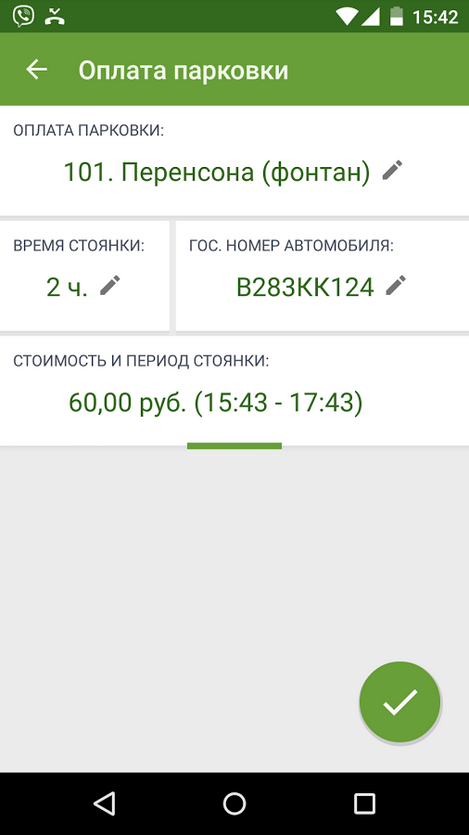 15:42
Оплата парковки
ОПЛАТА ПАРКОВКИ:
101. Перенсона (фонтан)
ВРЕМЯ СТОЯНКИ:
2 ч.
ГОС. НОМЕР АВТОМОБИЛЯ:
В283КК124
СТОИМОСТЬ И ПЕРИОД СТОЯНКИ:
60,00 руб. (15:43 - 17:43)